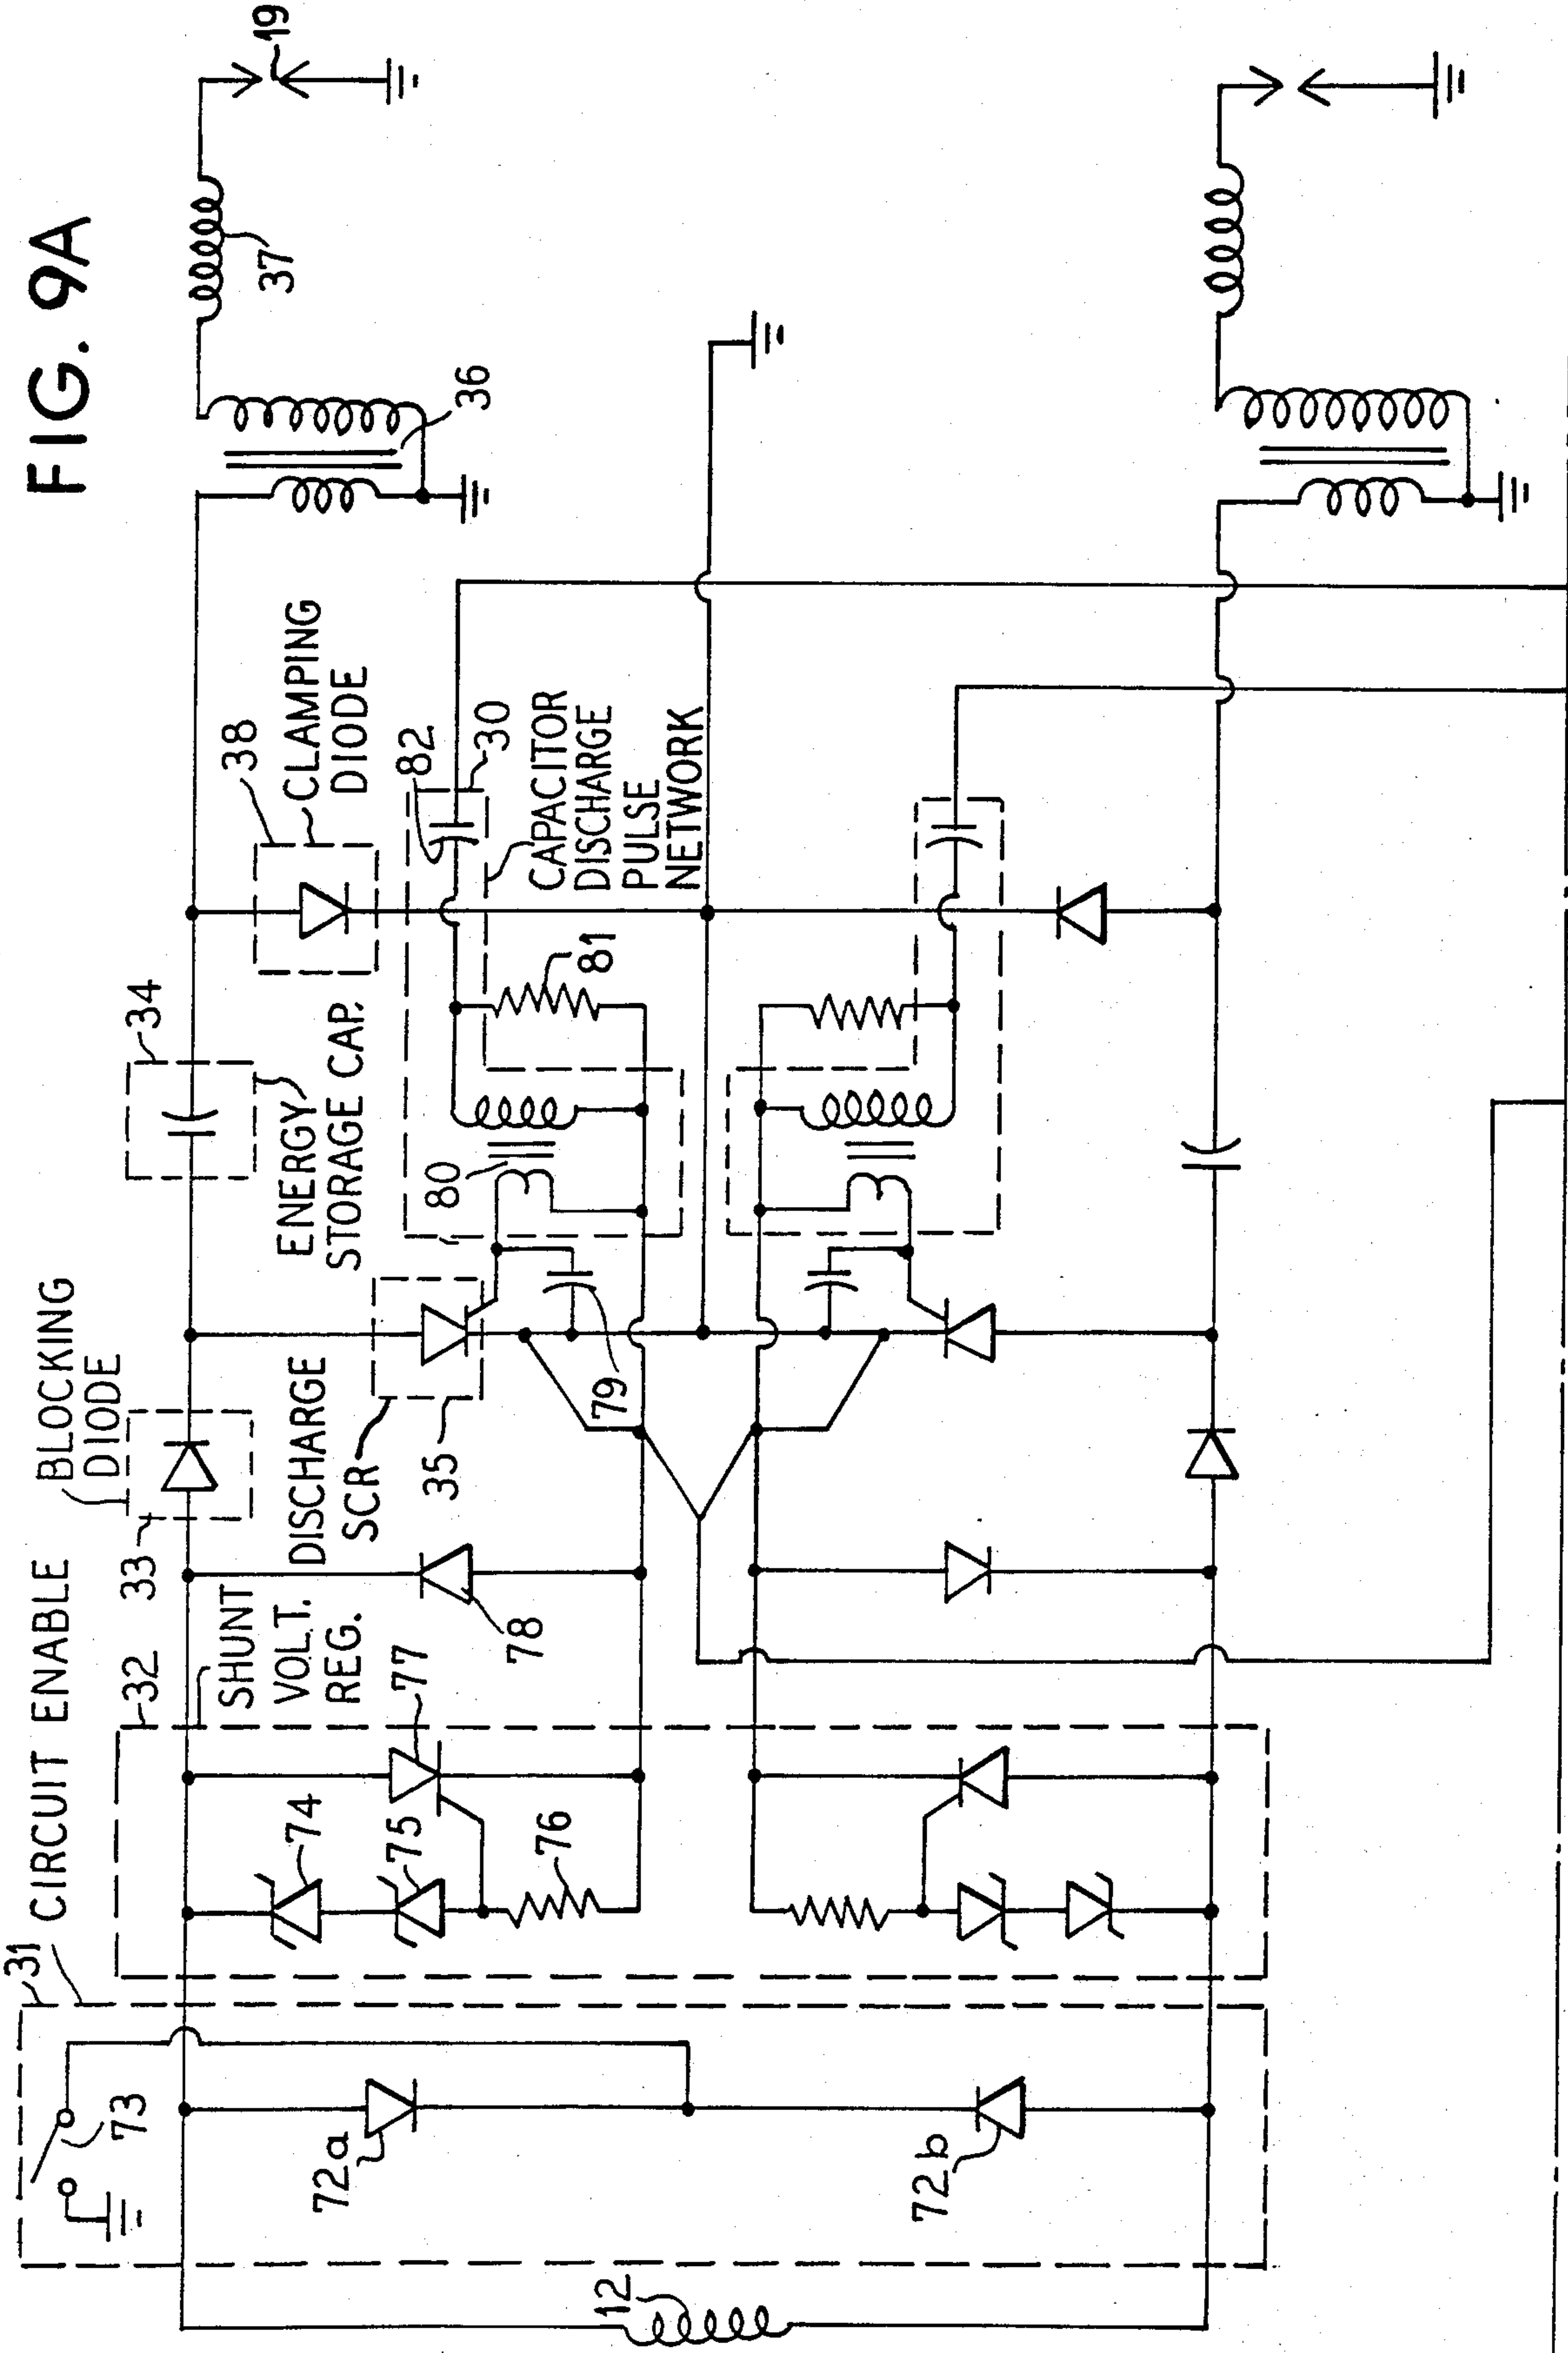 FIG. 9A
19
37
36
38
CLAMPING
DIODE
34
ENERGY
STORAGE CAP.
82
30
CAPACITOR
DISCHARGE
PULSE
NETWORK
81
80
79
BLOCKING
DIODE
33
DISCHARGE
SCR
35
78
CIRCUIT ENABLE
31
32
SHUNT
VOLT.
REG.
77
74
75
76
73
72a
72b
12